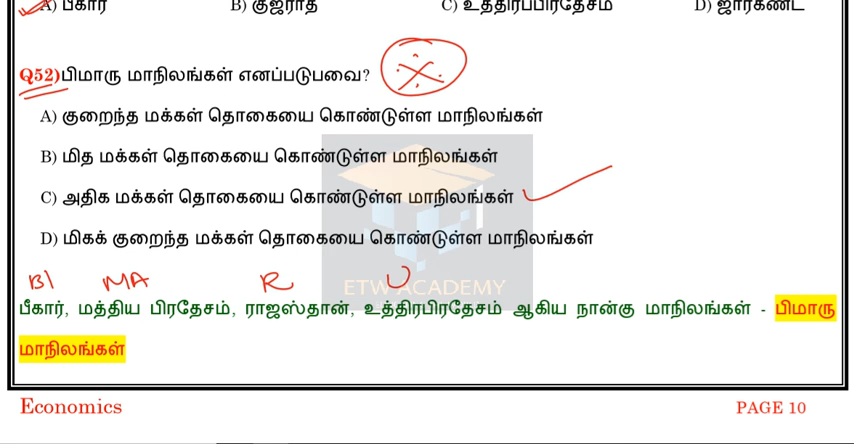 A) பீகார் B) குஜராத் C) உத்திரப்பிரதேசம் D) ஜார்கண்ட்
Q52)பிமாரு மாநிலங்கள் எனப்படுபவை?
A) குறைந்த மக்கள் தொகையை கொண்டுள்ள மாநிலங்கள்
B) மித மக்கள் தொகையை கொண்டுள்ள மாநிலங்கள்
C) அதிக மக்கள் தொகையை கொண்டுள்ள மாநிலங்கள்
D) மிகக் குறைந்த மக்கள் தொகையை கொண்டுள்ள மாநிலங்கள்
BI MA R U
ETW ACADEMY
பீகார், மத்திய பிரதேசம், ராஜஸ்தான், உத்திரபிரதேசம் ஆகிய நான்கு மாநிலங்கள் - பிமாரு
மாநிலங்கள்
Economics PAGE 10